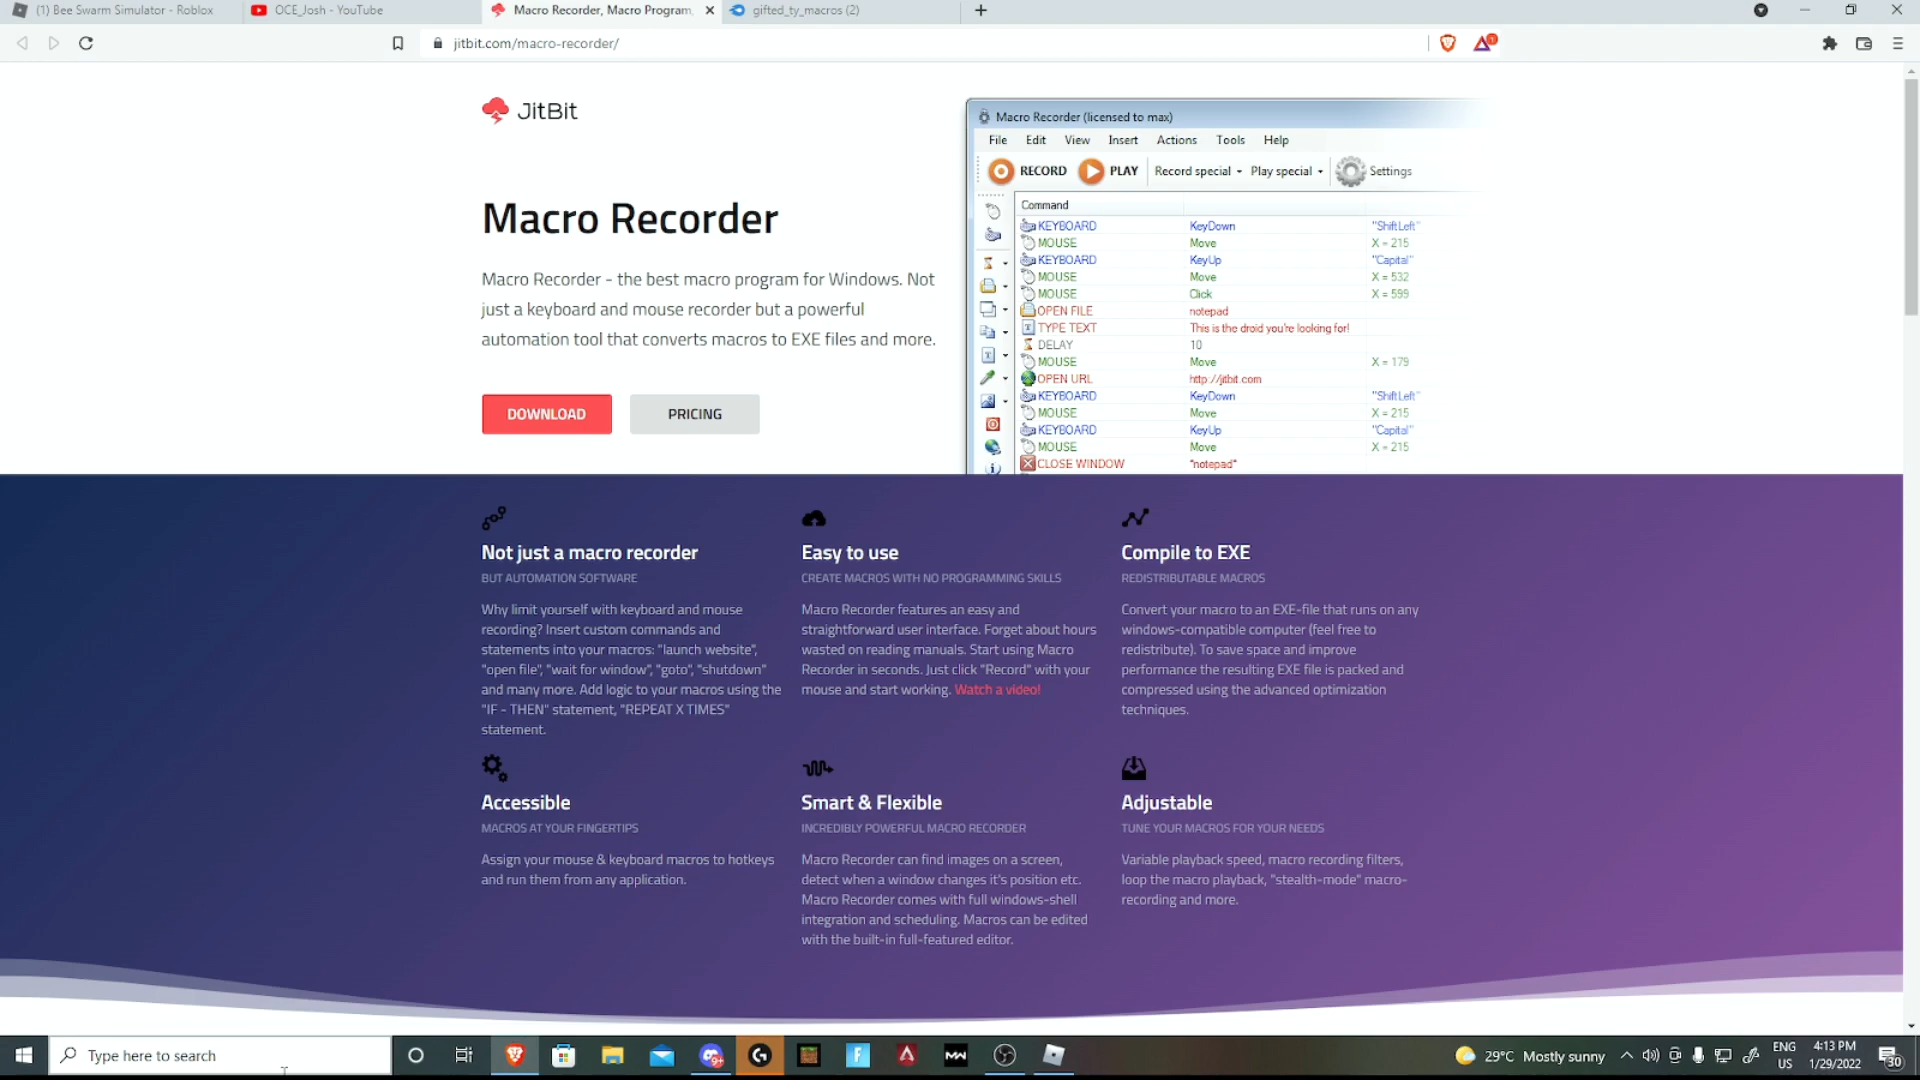 (1) Bee Swarm Simulator - Roblox
OCE_Josh - YouTube
Macro Recorder, Macro Program,
gifted_ty_macros (2)
jitbit.com/macro-recorder/
JitBit
Macro Recorder
Macro Recorder - the best macro program for Windows. Not
just a keyboard and mouse recorder but a powerful
automation tool that converts macros to EXE files and more.
DOWNLOAD
PRICING
Macro Recorder (licensed to max)
File Edit View Insert Actions Tools Help
RECORD PLAY Record special Play special Settings
Command
KEYBOARD KeyDown "ShiftLeft"
MOUSE Move X = 215
KEYBOARD KeyUp "Capital"
MOUSE Move X = 532
MOUSE Click X = 599
OPEN FILE notepad
TYPE TEXT This is the droid you're looking for!
DELAY 10
MOUSE Move X = 179
OPEN URL http://jitbit.com
KEYBOARD KeyDown "ShiftLeft"
MOUSE Move X = 215
KEYBOARD KeyUp "Capital"
MOUSE Move X = 215
CLOSE WINDOW "notepad"
Not just a macro recorder
BUT AUTOMATION SOFTWARE
Why limit yourself with keyboard and mouse
recording? Insert custom commands and
statements into your macros: "launch website",
"open file", "wait for window", "goto", "shutdown"
and many more. Add logic to your macros using the
"IF - THEN" statement, "REPEAT X TIMES"
statement.
Easy to use
CREATE MACROS WITH NO PROGRAMMING SKILLS
Macro Recorder features an easy and
straightforward user interface. Forget about hours
wasted on reading manuals. Start using Macro
Recorder in seconds. Just click "Record" with your
mouse and start working. Watch a video!
Compile to EXE
REDISTRIBUTABLE MACROS
Convert your macro to an EXE-file that runs on any
windows-compatible computer (feel free to
redistribute). To save space and improve
performance the resulting EXE file is packed and
compressed using the advanced optimization
techniques.
Accessible
MACROS AT YOUR FINGERTIPS
Assign your mouse & keyboard macros to hotkeys
and run them from any application.
Smart & Flexible
INCREDIBLY POWERFUL MACRO RECORDER
Macro Recorder can find images on a screen,
detect when a window changes it's position etc.
Macro Recorder comes with full windows-shell
integration and scheduling. Macros can be edited
with the built-in full-featured editor.
Adjustable
TUNE YOUR MACROS FOR YOUR NEEDS
Variable playback speed, macro recording filters,
loop the macro playback, "stealth-mode" macro-
recording and more.
Type here to search
29°C Mostly sunny
ENG
US
4:13 PM
1/29/2022
30